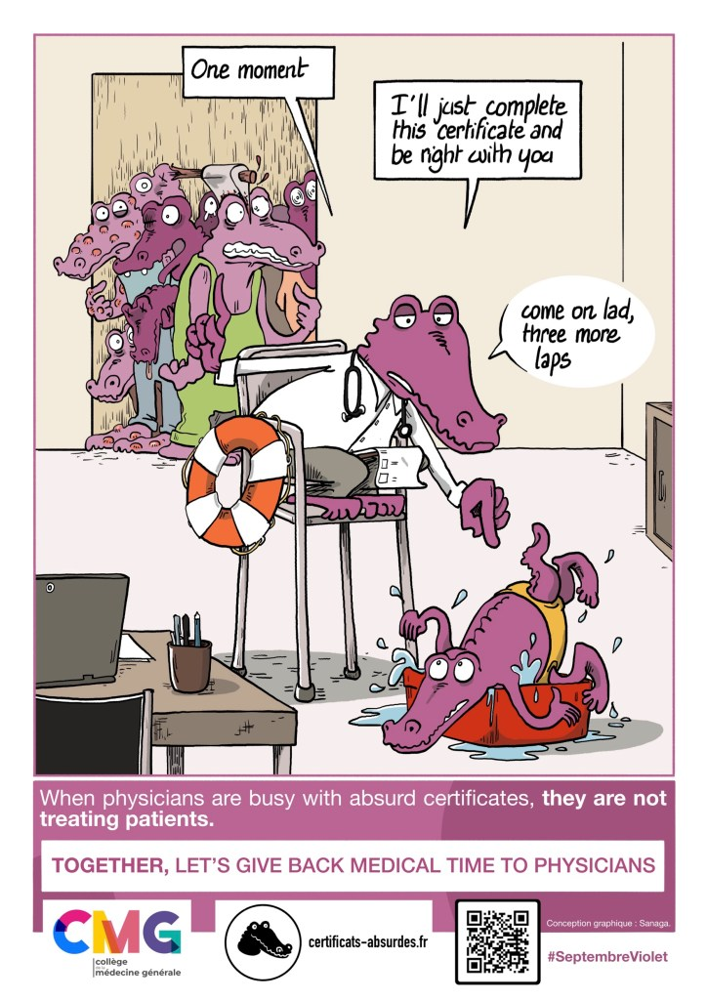 One moment
I'll just complete
this certificate and
be right with you
come on lad,
three more
laps
When physicians are busy with absurd certificates, they are not
treating patients.
TOGETHER, LET'S GIVE BACK MEDICAL TIME TO PHYSICIANS
CMG
collège
de la
médecine générale
certificats-absurdes.fr
Conception graphique : Sanaga.
#SeptembreViolet